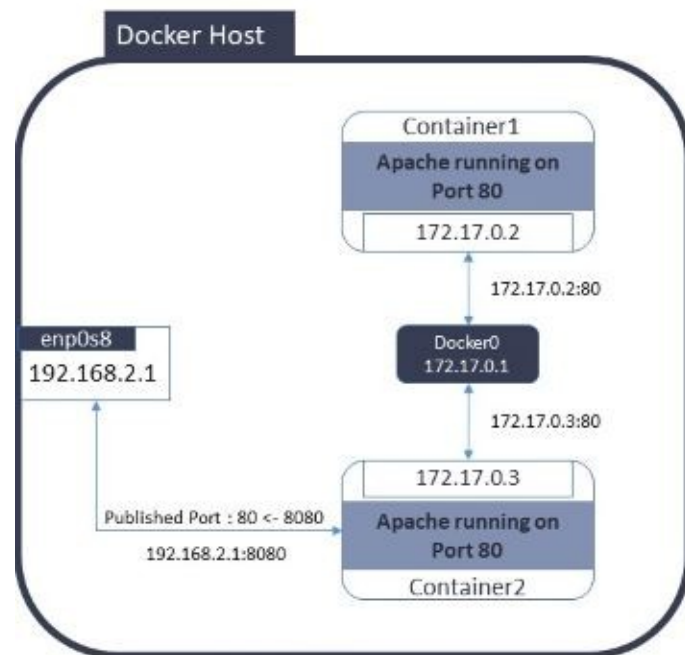 Docker Host
Container1
Apache running on
Port 80
172.17.0.2
172.17.0.2:80
enp0s8
192.168.2.1
Docker0
172.17.0.1
172.17.0.3:80
172.17.0.3
Published Port : 80 <- 8080
192.168.2.1:8080
Apache running on
Port 80
Container2